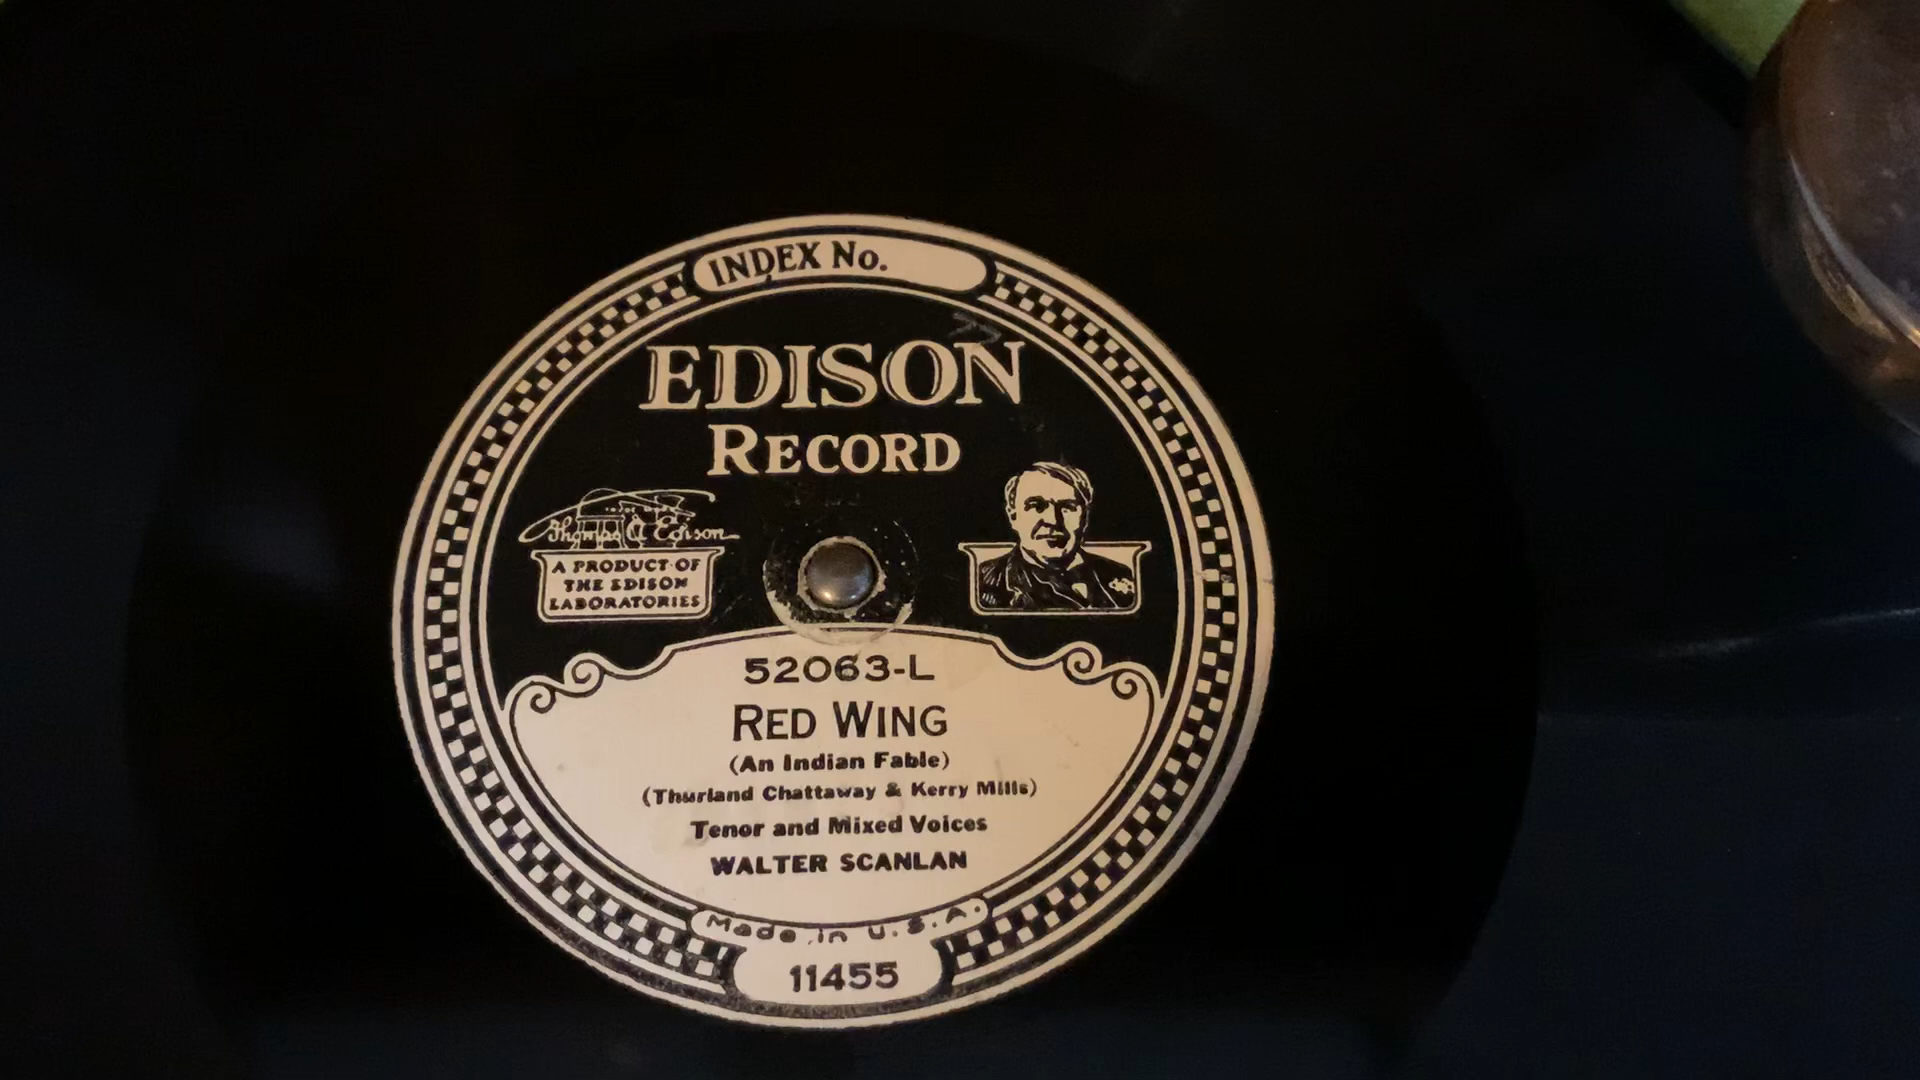 INDEX No.
EDISON
RECORD
Thomas A Edison
A PRODUCT OF
THE EDISON
LABORATORIES
52063-L
RED WING
(An Indian Fable)
(Thurland Chattaway & Kerry Mills)
Tenor and Mixed Voices
WALTER SCANLAN
Made in U.S.A.
11455